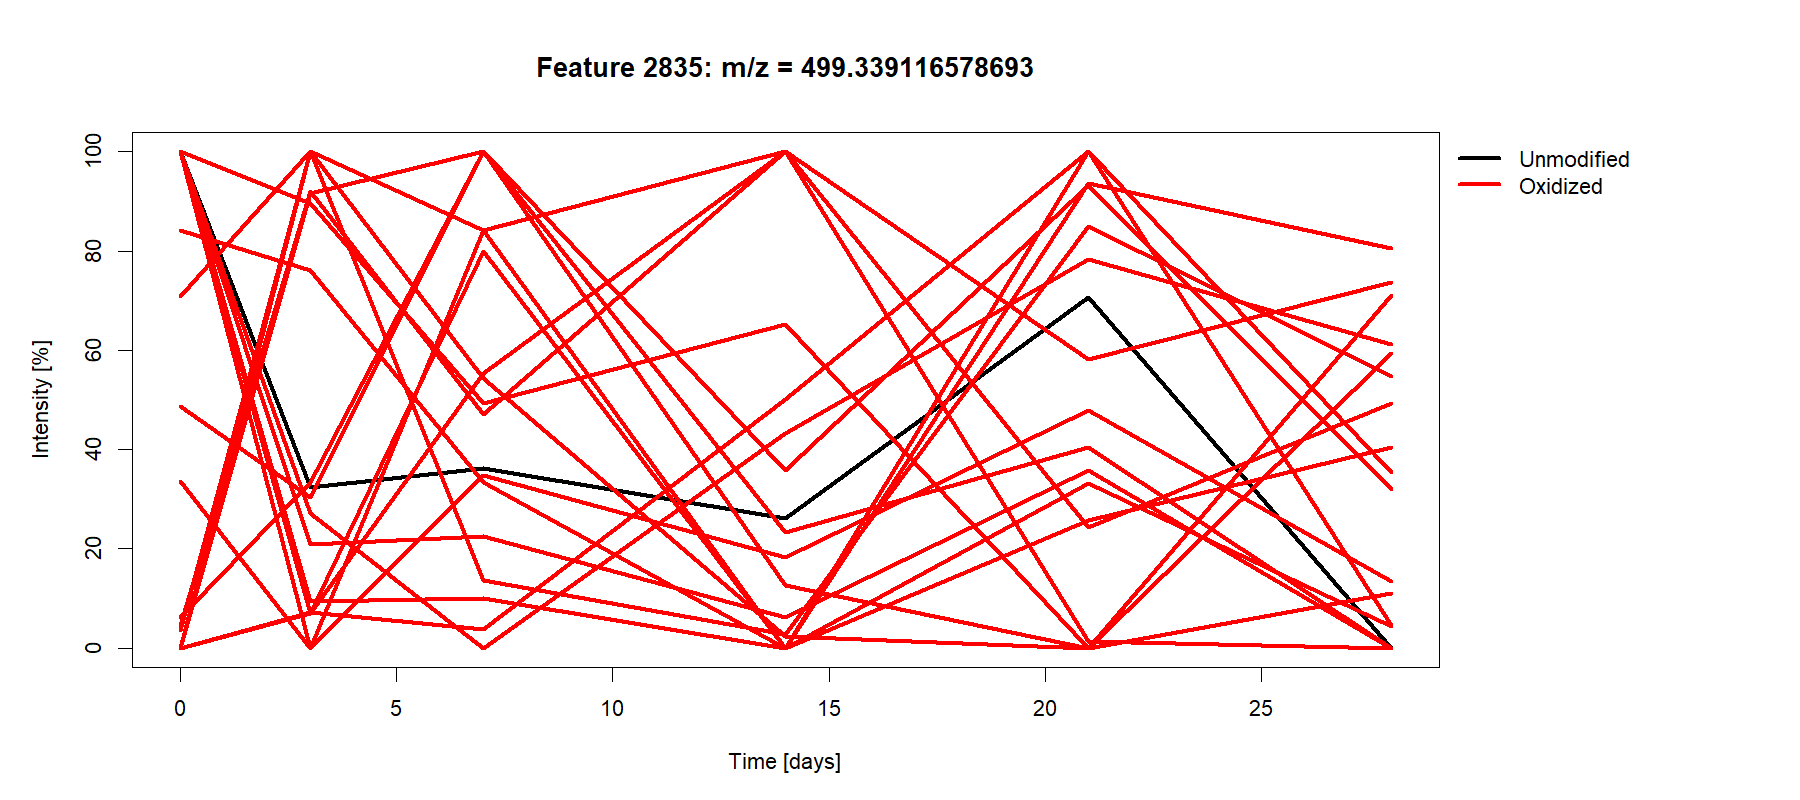 Feature 2835: m/z = 499.339116578693
Unmodified
Oxidized
Intensity [%]
100
80
60
40
20
0
0 5 10 15 20 25
Time [days]